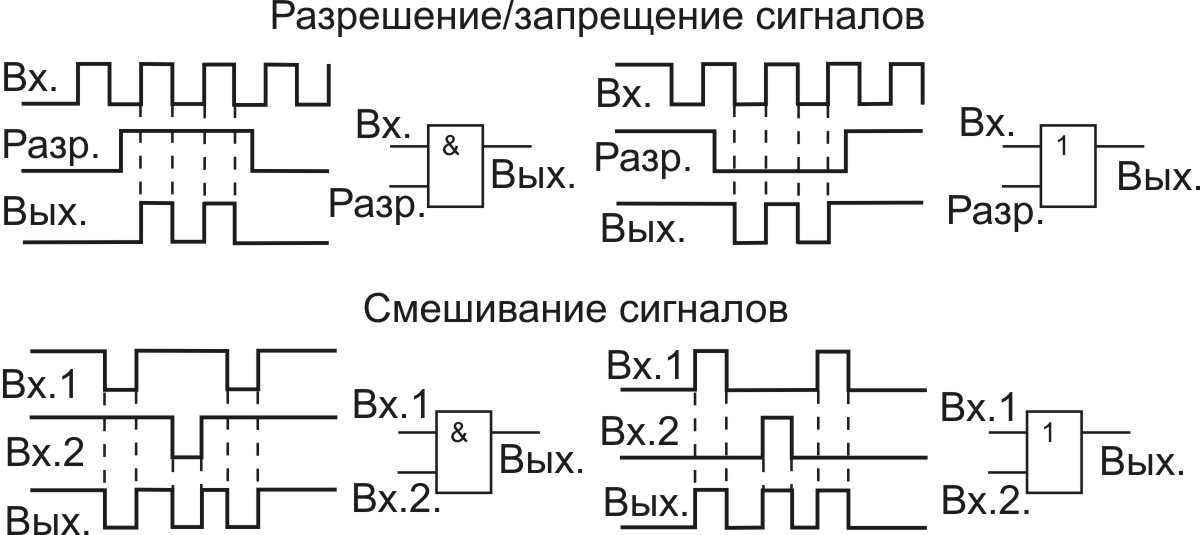 Разрешение/запрещение сигналов
Вх.
Разр.
Вых.
Вх.
&
Вых.
Разр.
Вх.
Разр.
Вых.
Вх.
1
Вых.
Разр.
Смешивание сигналов
Вх.1
Вх.2
Вых.
Вх.1
&
Вых.
Вх.2.
Вх.1
Вх.2
Вых.
Вх.1
1
Вых.
Вх.2.